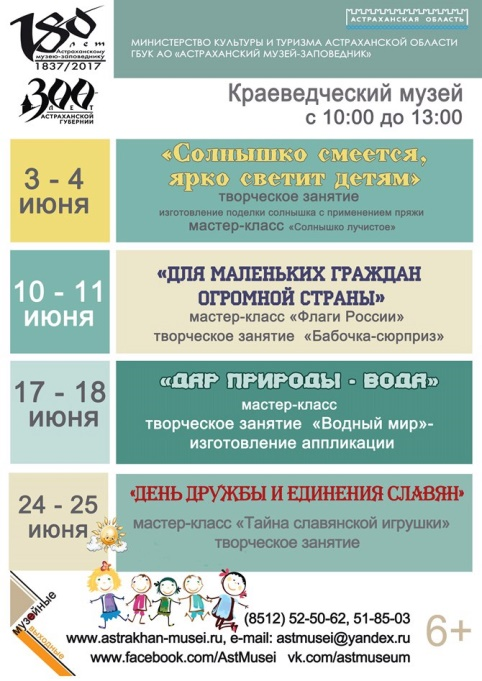 180
лет
Астраханскому
музею-заповеднику
1837/2017
300
ЛЕТ
АСТРАХАНСКОЙ
ГУБЕРНИИ
АСТРАХАНСКАЯ ОБЛАСТЬ
МИНИСТЕРСТВО КУЛЬТУРЫ И ТУРИЗМА АСТРАХАНСКОЙ ОБЛАСТИ
ГБУК АО «АСТРАХАНСКИЙ МУЗЕЙ-ЗАПОВЕДНИК»
Краеведческий музей
с 10:00 до 13:00
3 - 4
июня
«Солнышко смеется,
ярко светит детям»
творческое занятие
изготовление поделки солнышка с применением пряжи
мастер-класс «Солнышко лучистое»
10 - 11
июня
«ДЛЯ МАЛЕНЬКИХ ГРАЖДАН
ОГРОМНОЙ СТРАНЫ»
мастер-класс «Флаги России»
творческое занятие «Бабочка-сюрприз»
17 - 18
июня
«ДАР ПРИРОДЫ - ВОДА»
мастер-класс
творческое занятие «Водный мир»-
изготовление аппликации
24 - 25
июня
«ДЕНЬ ДРУЖБЫ И ЕДИНЕНИЯ СЛАВЯН»
мастер-класс «Тайна славянской игрушки»
творческое занятие
музейные
выходные
(8512) 52-50-62, 51-85-03
www.astrakhan-musei.ru, e-mail: astmusei@yandex.ru
www.facebook.com/AstMusei vk.com/astmuseum
6+